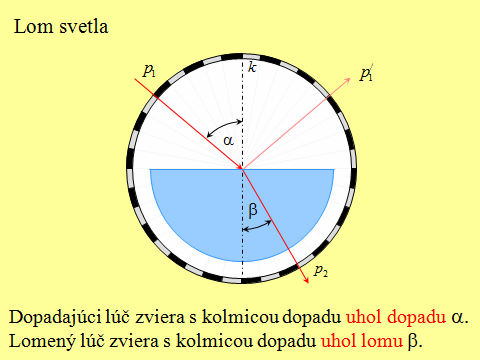 Lom svetla
p1
k
p1′
α
β
p2
Dopadajúci lúč zviera s kolmicou dopadu uhol dopadu α.
Lomený lúč zviera s kolmicou dopadu uhol lomu β.